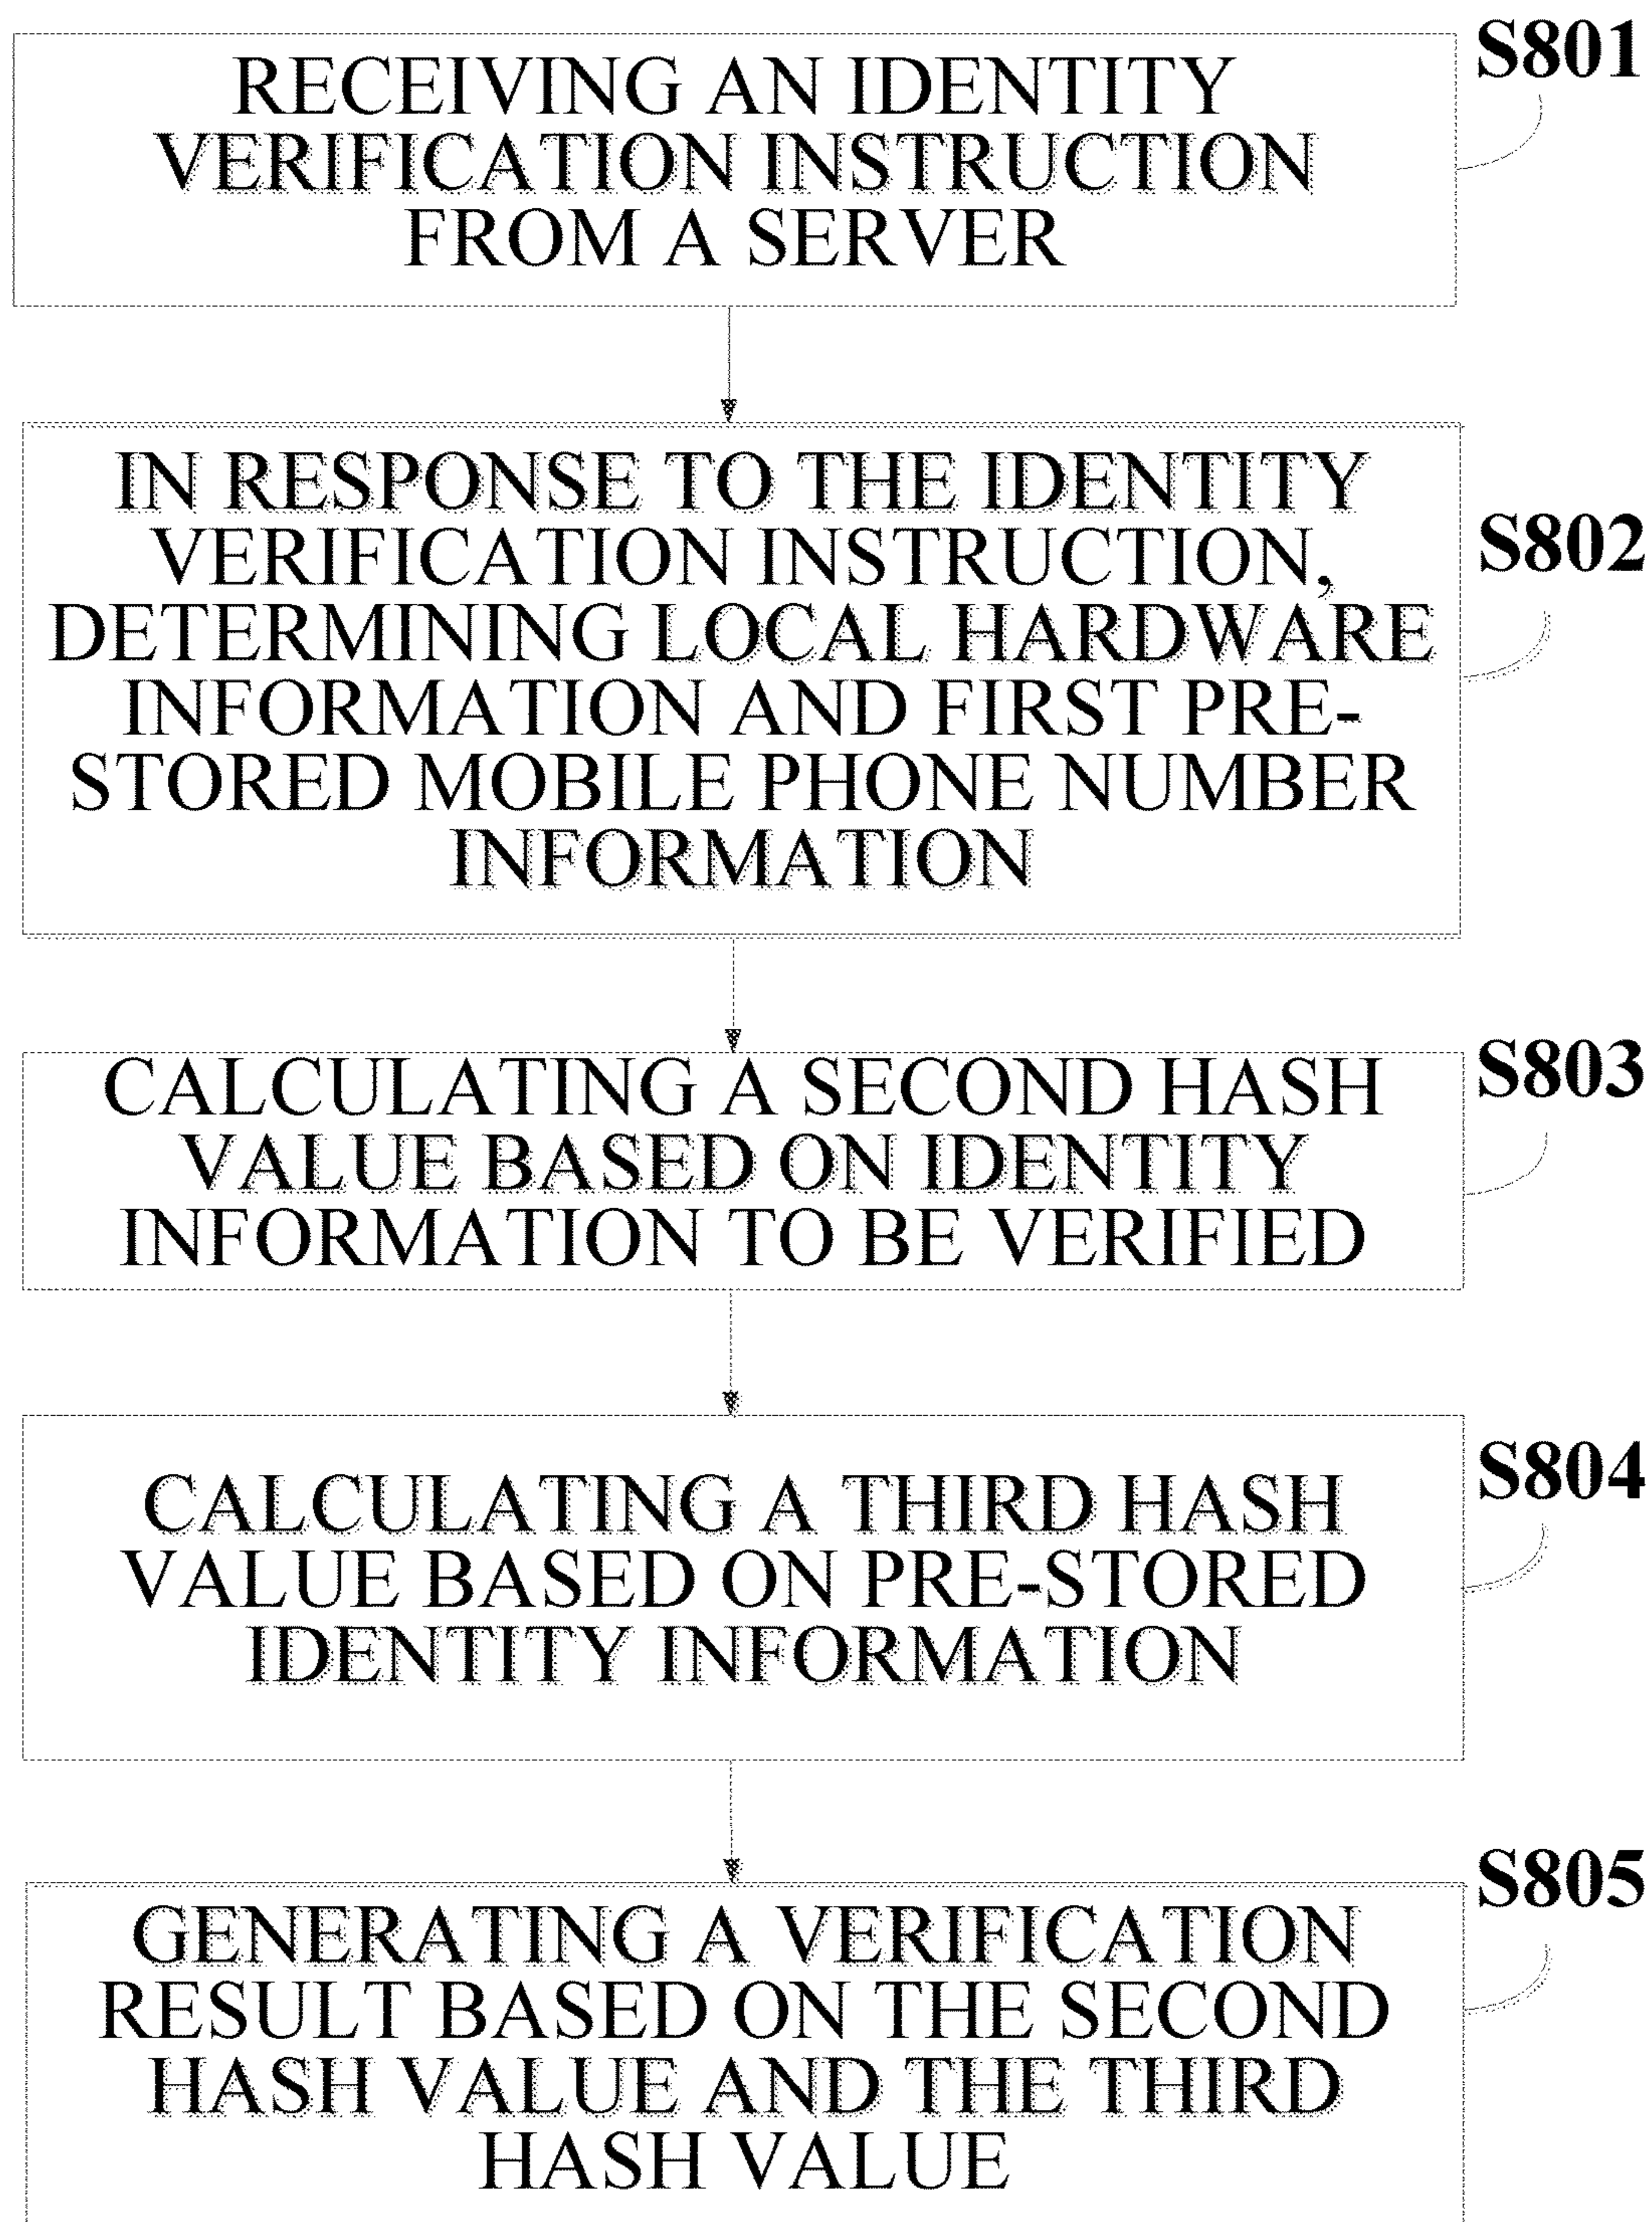 S801
RECEIVING AN IDENTITY
VERIFICATION INSTRUCTION
FROM A SERVER
IN RESPONSE TO THE IDENTITY
VERIFICATION INSTRUCTION,
S802
DETERMINING LOCAL HARDWARE
INFORMATION AND FIRST PRE-
STORED MOBILE PHONE NUMBER
INFORMATION
S803
CALCULATING A SECOND HASH
VALUE BASED ON IDENTITY
INFORMATION TO BE VERIFIED
S804
CALCULATING A THIRD HASH
VALUE BASED ON PRE-STORED
IDENTITY INFORMATION
S805
GENERATING A VERIFICATION
RESULT BASED ON THE SECOND
HASH VALUE AND THE THIRD
HASH VALUE